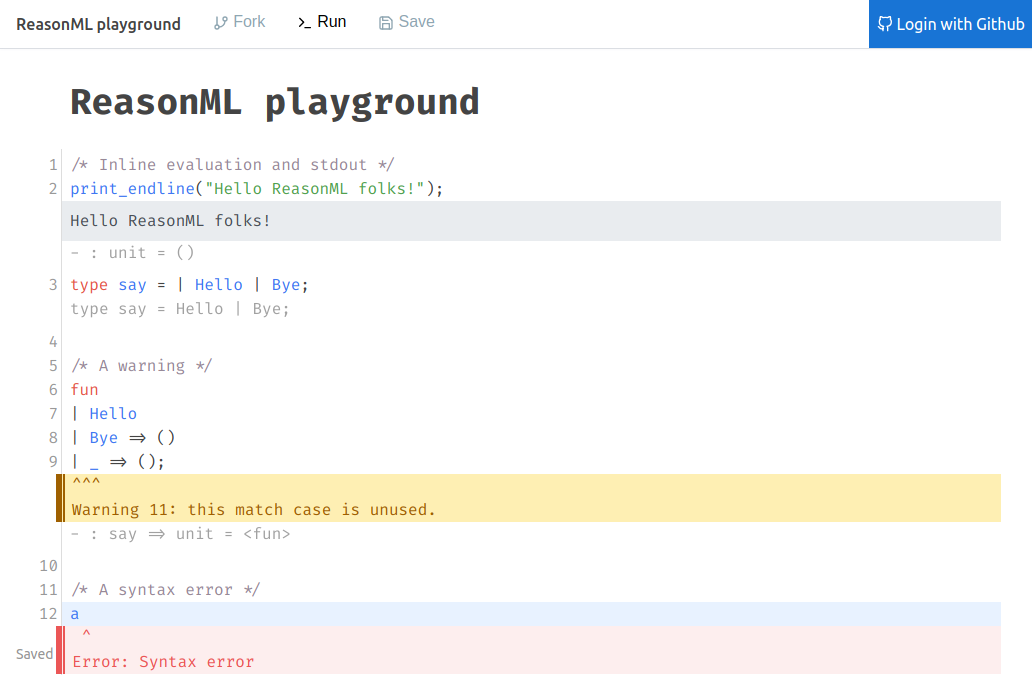 ReasonML playground Fork >_ Run Save Login with Github
ReasonML playground
1 /* Inline evaluation and stdout */
2 print_endline("Hello ReasonML folks!");
Hello ReasonML folks!
- : unit = ()
3 type say = | Hello | Bye;
type say = Hello | Bye;
4
5 /* A warning */
6 fun
7 | Hello
8 | Bye => ()
9 | _ => ();
^^^
Warning 11: this match case is unused.
- : say => unit = <fun>
10
11 /* A syntax error */
12 a
^
Saved Error: Syntax error